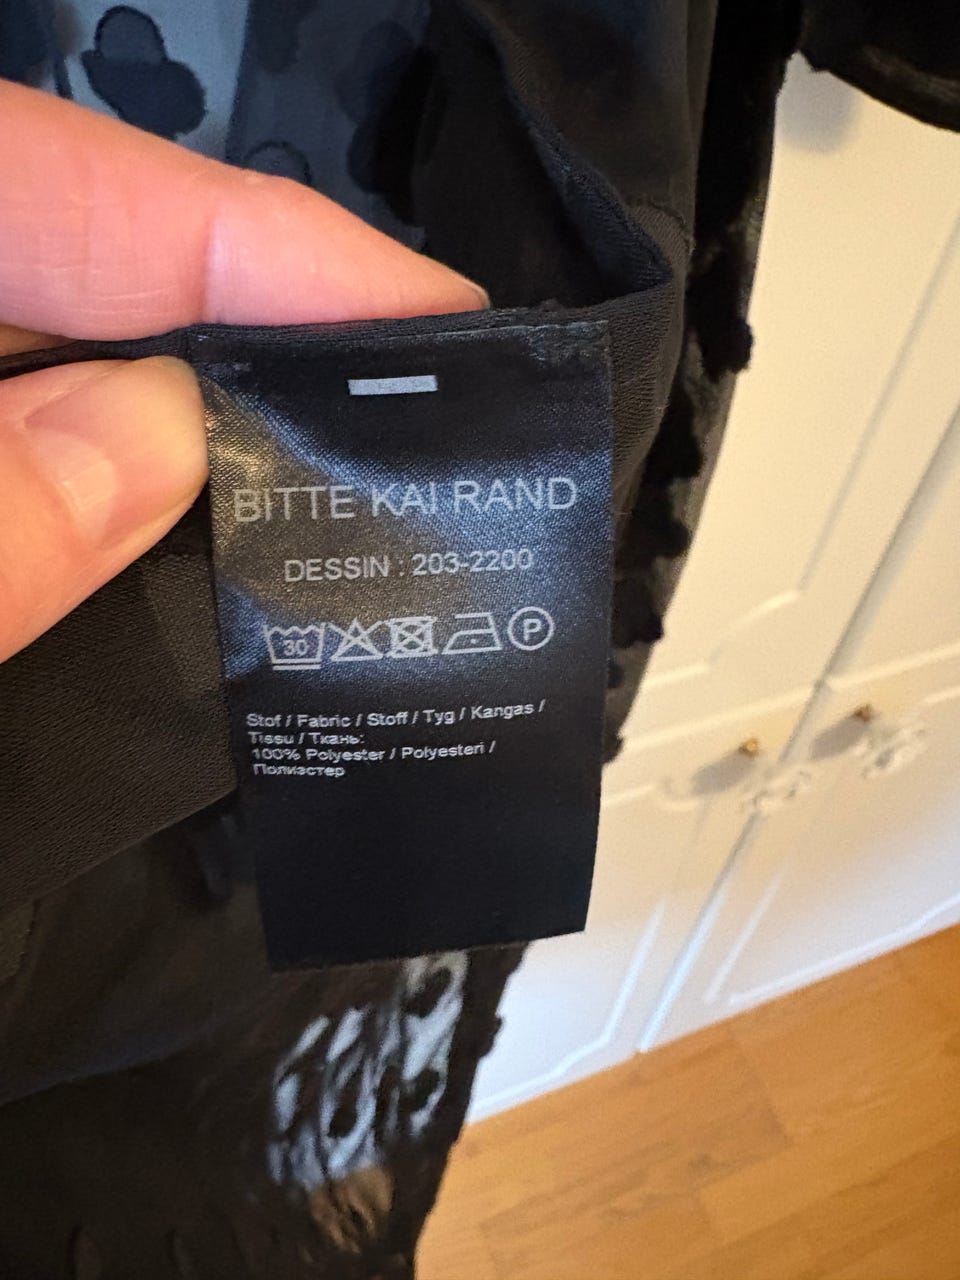 BITTE KAI RAND
DESSIN : 203-2200
30 P
Stof / Fabric / Stoff / Tyg / Kangas /
Tissu / Ткань:
100% Polyester / Polyesteri /
Полиэстер